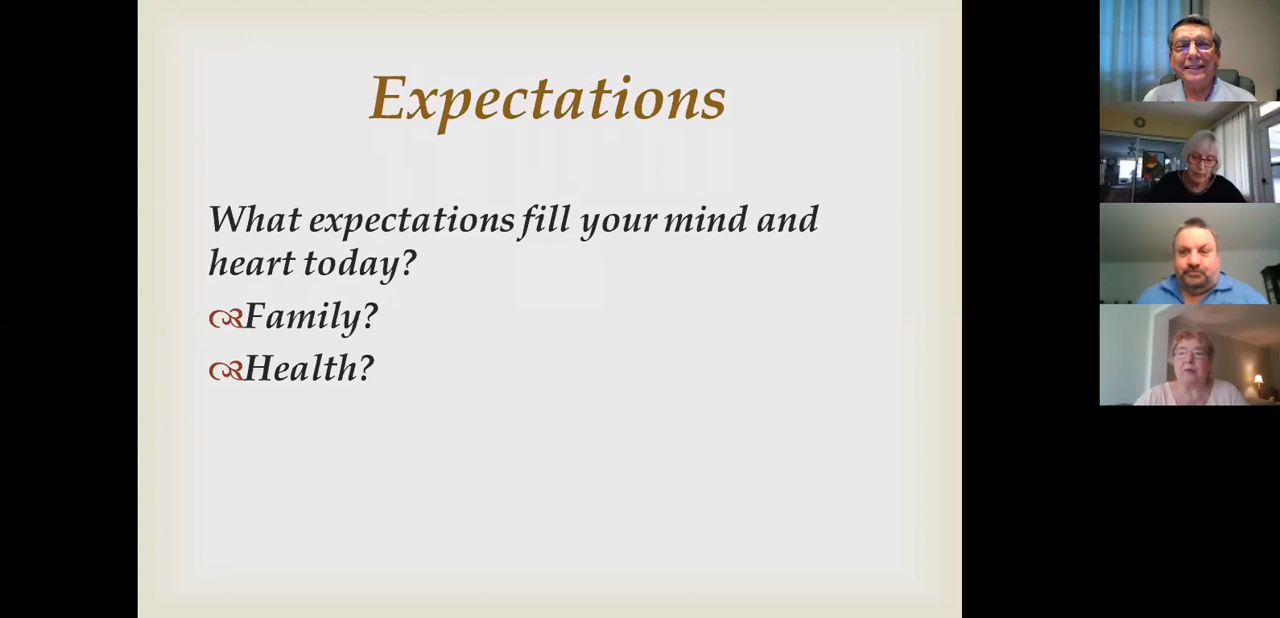 Expectations
What expectations fill your mind and
heart today?
Family?
Health?